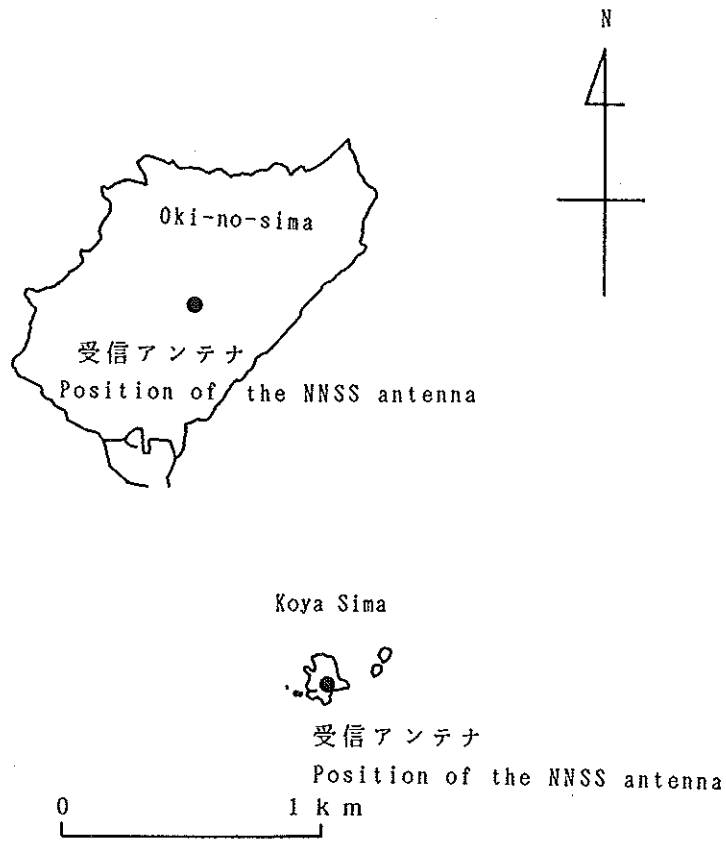 N
Oki-no-sima
受信アンテナ
Position of the NNSS antenna
Koya Sima
受信アンテナ
Position of the NNSS antenna
0 1 km